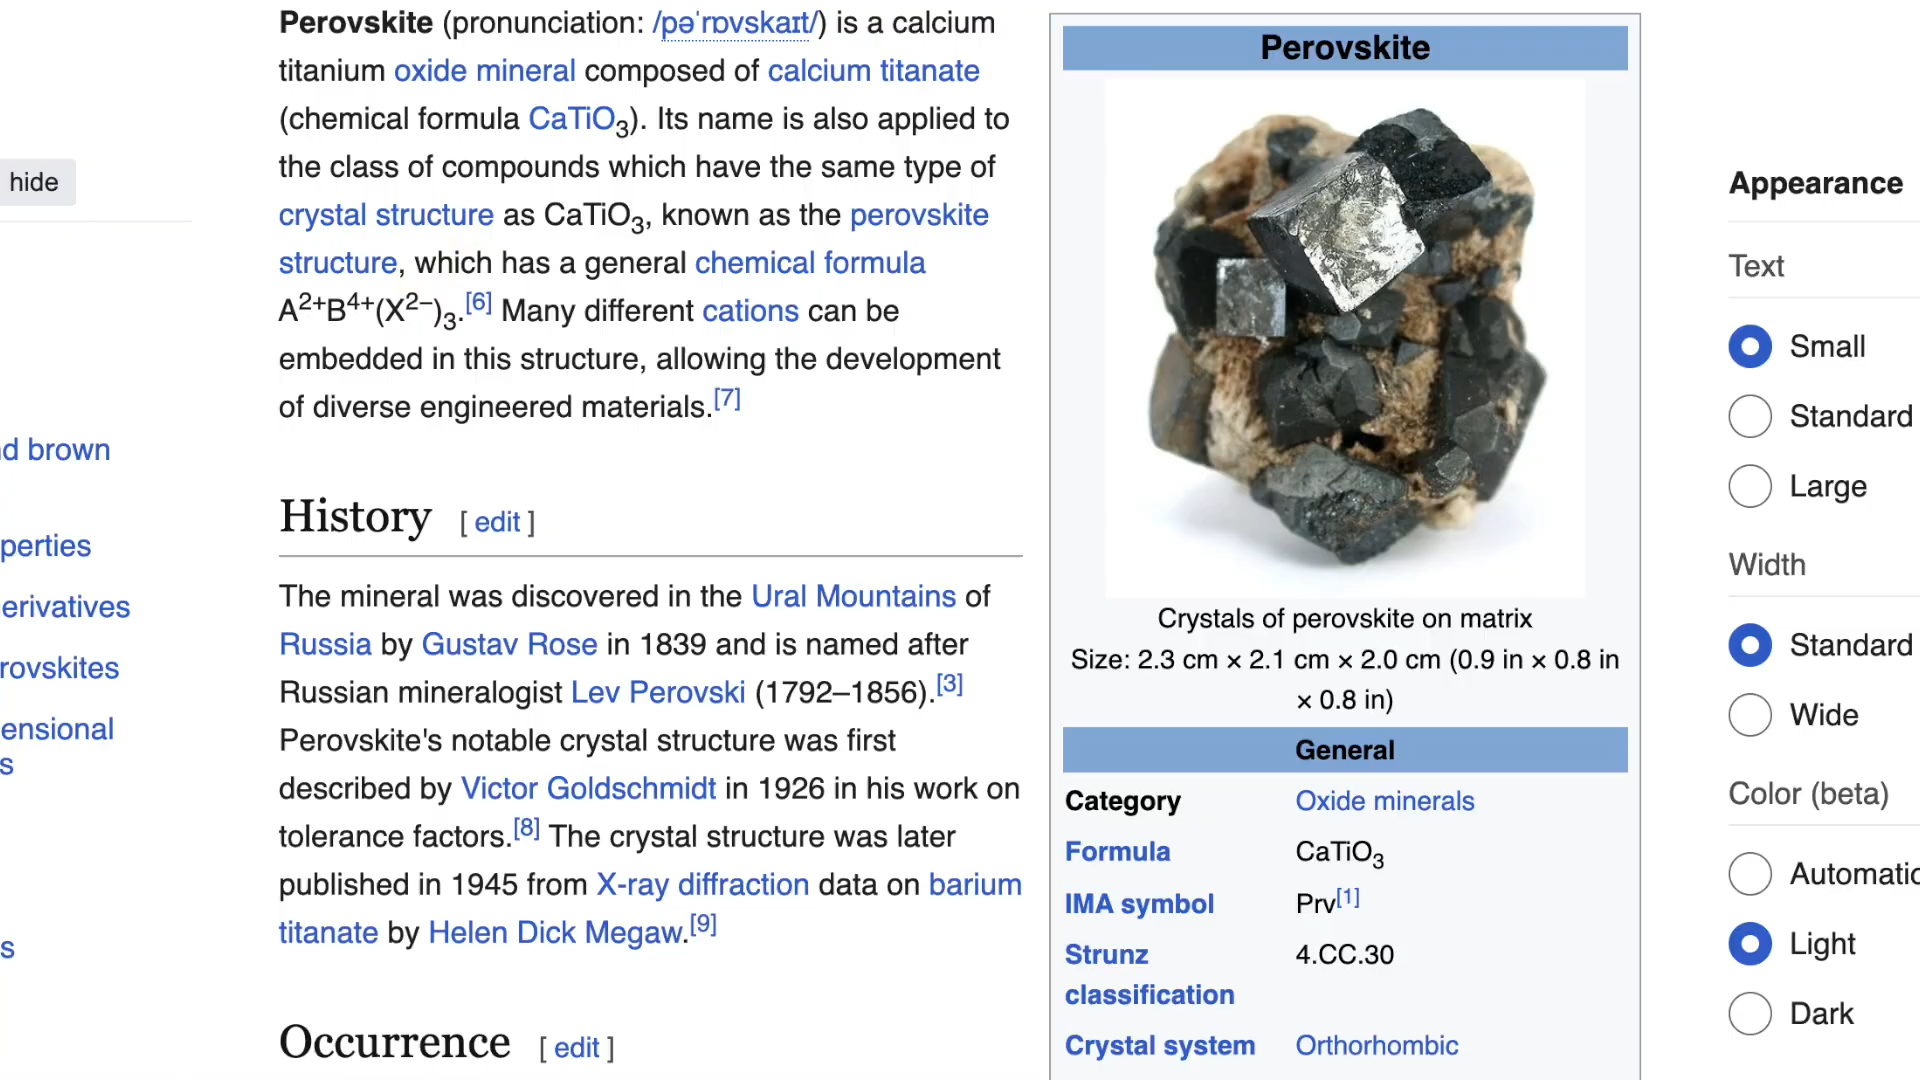 hide
nd brown
perties
erivatives
rovskites
ensional
s
s
Perovskite (pronunciation: /pəˈrɒvskaɪt/) is a calcium
titanium oxide mineral composed of calcium titanate
(chemical formula CaTiO₃). Its name is also applied to
the class of compounds which have the same type of
crystal structure as CaTiO₃, known as the perovskite
structure, which has a general chemical formula
A²⁺B⁴⁺(X²⁻)₃.[6] Many different cations can be
embedded in this structure, allowing the development
of diverse engineered materials.[7]
History [ edit ]
The mineral was discovered in the Ural Mountains of
Russia by Gustav Rose in 1839 and is named after
Russian mineralogist Lev Perovski (1792–1856).[3]
Perovskite's notable crystal structure was first
described by Victor Goldschmidt in 1926 in his work on
tolerance factors.[8] The crystal structure was later
published in 1945 from X-ray diffraction data on barium
titanate by Helen Dick Megaw.[9]
Occurrence [ edit ]
Perovskite
Crystals of perovskite on matrix
Size: 2.3 cm × 2.1 cm × 2.0 cm (0.9 in × 0.8 in
× 0.8 in)
General
Category Oxide minerals
Formula CaTiO₃
IMA symbol Prv[1]
Strunz 4.CC.30
classification
Crystal system Orthorhombic
Appearance
Text
Small
Standard
Large
Width
Standard
Wide
Color (beta)
Automatic
Light
Dark